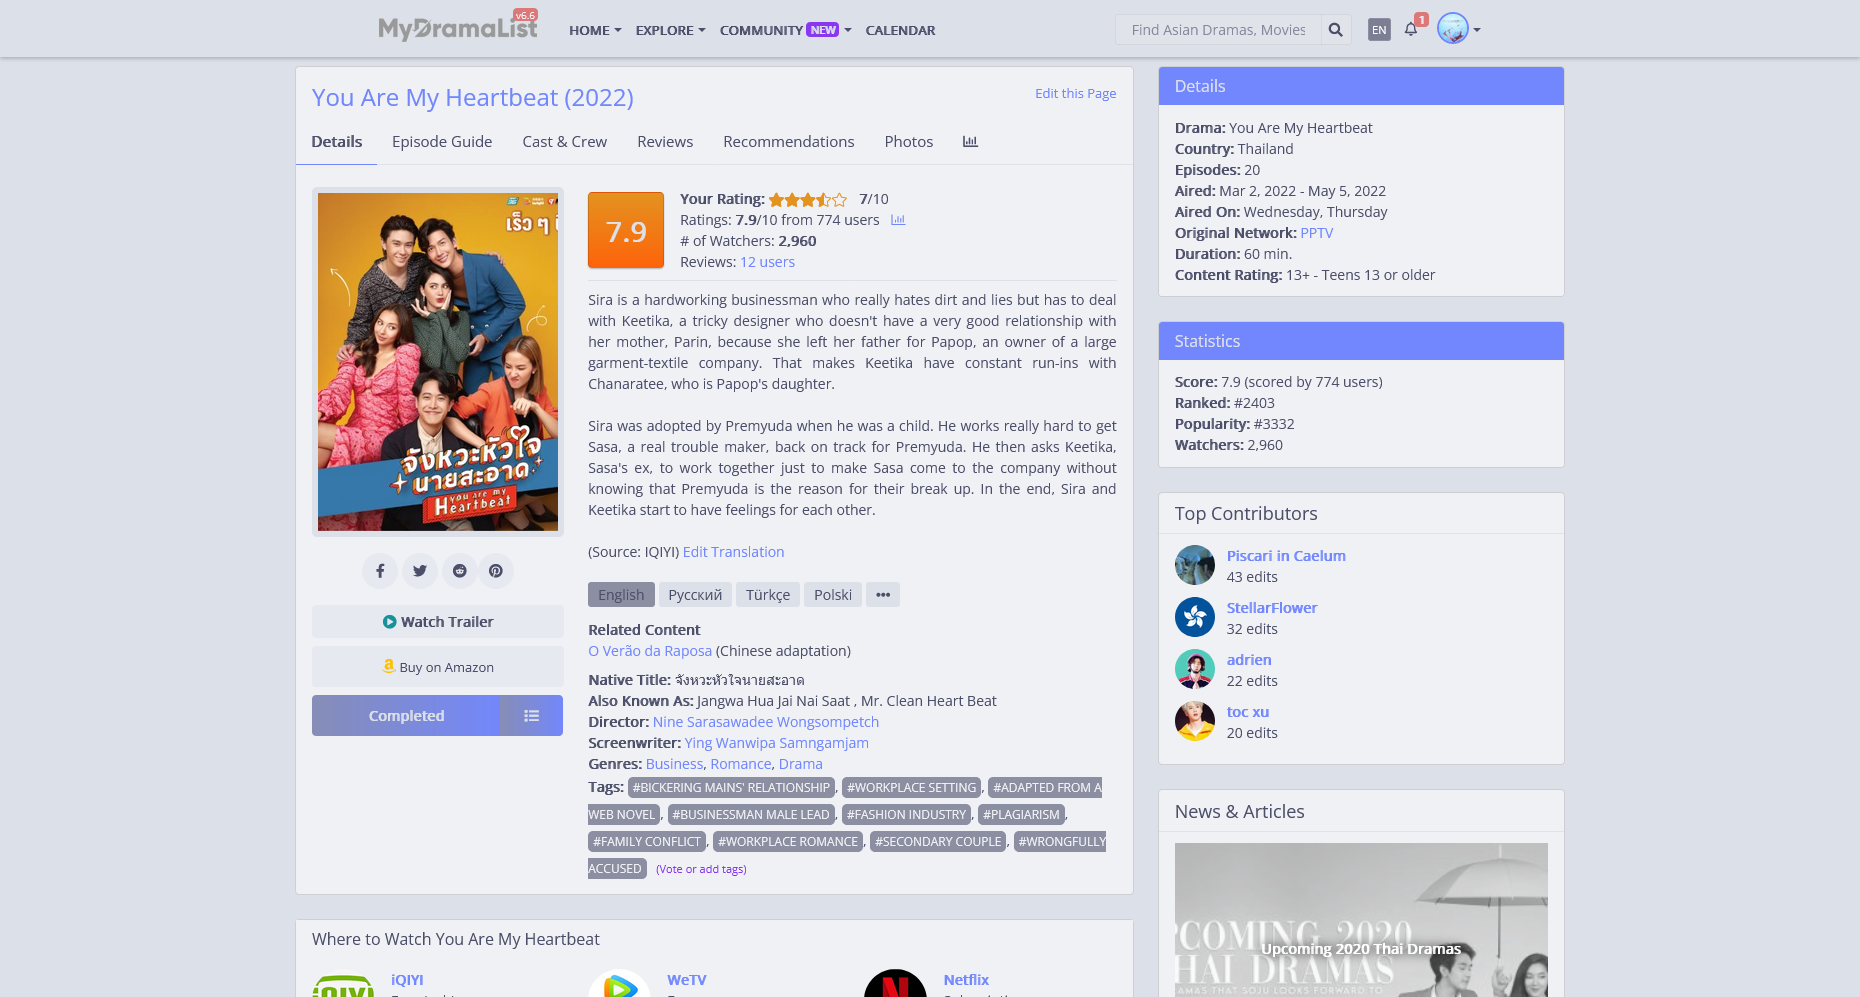 MyDramaList
v6.6
HOME
EXPLORE
COMMUNITY NEW
CALENDAR
Find Asian Dramas, Movies
EN
1
You Are My Heartbeat (2022)
Edit this Page
Details
Episode Guide
Cast & Crew
Reviews
Recommendations
Photos
เร็ว ๆ
จังหวะหัวใจ
นายสะอาด
YOU ARE MY
Heartbeat
Watch Trailer
Buy on Amazon
Completed
7.9
Your Rating: 7/10
Ratings: 7.9/10 from 774 users
# of Watchers: 2,960
Reviews: 12 users
Sira is a hardworking businessman who really hates dirt and lies but has to deal
with Keetika, a tricky designer who doesn't have a very good relationship with
her mother, Parin, because she left her father for Papop, an owner of a large
garment-textile company. That makes Keetika have constant run-ins with
Chanaratee, who is Papop's daughter.
Sira was adopted by Premyuda when he was a child. He works really hard to get
Sasa, a real trouble maker, back on track for Premyuda. He then asks Keetika,
Sasa's ex, to work together just to make Sasa come to the company without
knowing that Premyuda is the reason for their break up. In the end, Sira and
Keetika start to have feelings for each other.
(Source: IQIYI) Edit Translation
English
Русский
Türkçe
Polski
•••
Related Content
O Verão da Raposa (Chinese adaptation)
Native Title: จังหวะหัวใจนายสะอาด
Also Known As: Jangwa Hua Jai Nai Saat , Mr. Clean Heart Beat
Director: Nine Sarasawadee Wongsompetch
Screenwriter: Ying Wanwipa Samngamjam
Genres: Business, Romance, Drama
Tags: #BICKERING MAINS' RELATIONSHIP, #WORKPLACE SETTING, #ADAPTED FROM A
WEB NOVEL, #BUSINESSMAN MALE LEAD, #FASHION INDUSTRY, #PLAGIARISM,
#FAMILY CONFLICT, #WORKPLACE ROMANCE, #SECONDARY COUPLE, #WRONGFULLY
ACCUSED (Vote or add tags)
Where to Watch You Are My Heartbeat
iQIYI
WeTV
Netflix
Details
Drama: You Are My Heartbeat
Country: Thailand
Episodes: 20
Aired: Mar 2, 2022 - May 5, 2022
Aired On: Wednesday, Thursday
Original Network: PPTV
Duration: 60 min.
Content Rating: 13+ - Teens 13 or older
Statistics
Score: 7.9 (scored by 774 users)
Ranked: #2403
Popularity: #3332
Watchers: 2,960
Top Contributors
Piscari in Caelum
43 edits
StellarFlower
32 edits
adrien
22 edits
toc xu
20 edits
News & Articles
PCOMING 2020
Upcoming 2020 Thai Dramas
HAI DRAMAS
AMAS THAT SOJU LOOKS FORWARD TO